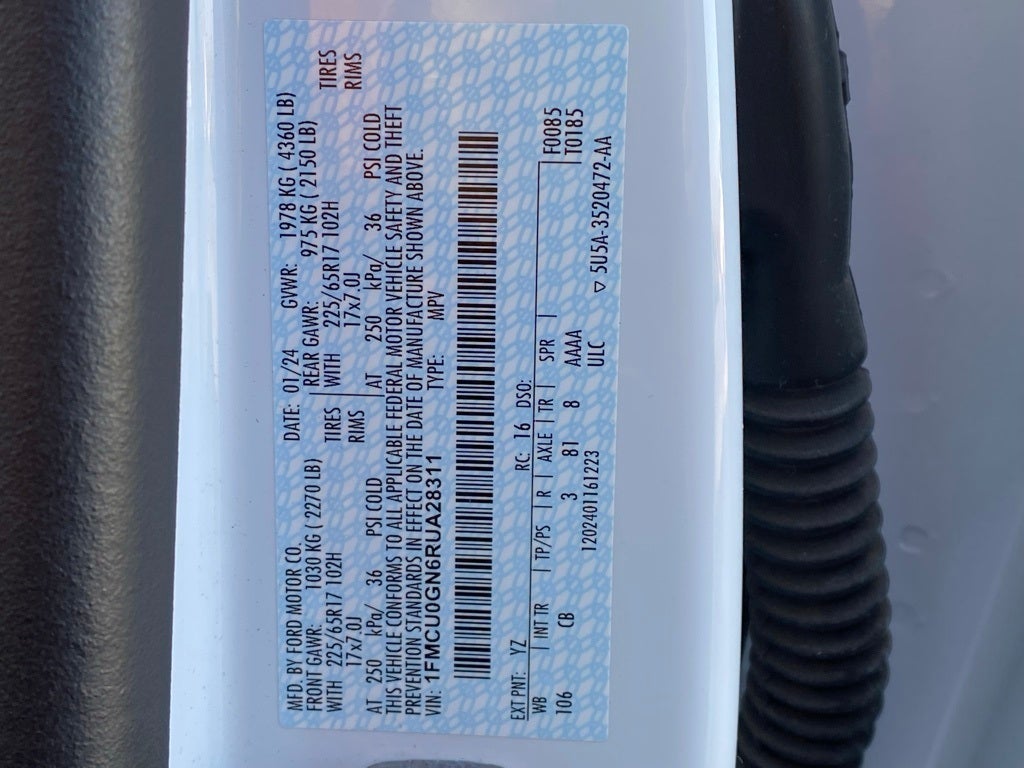 MFD. BY FORD MOTOR CO. DATE: 01/24 GVWR: 1978 KG ( 4360 LB)
FRONT GAWR: 1030 KG ( 2270 LB) REAR GAWR: 975 KG ( 2150 LB)
WITH 225/65R17 102H TIRES WITH 225/65R17 102H TIRES
17x7.0J RIMS 17x7.0J RIMS
AT 250 kPa/ 36 PSI COLD AT 250 kPa/ 36 PSI COLD
THIS VEHICLE CONFORMS TO ALL APPLICABLE FEDERAL MOTOR VEHICLE SAFETY AND THEFT
PREVENTION STANDARDS IN EFFECT ON THE DATE OF MANUFACTURE SHOWN ABOVE.
VIN: 1FMCU0GN6RUA28311 TYPE: MPV
EXT PNT: YZ RC: 16 DSO:
WB INT TR TP/PS R AXLE TR SPR F0085
106 CB 3 81 8 AAAA T0185
1202401161223 ULC
5U5A-3520472-AA